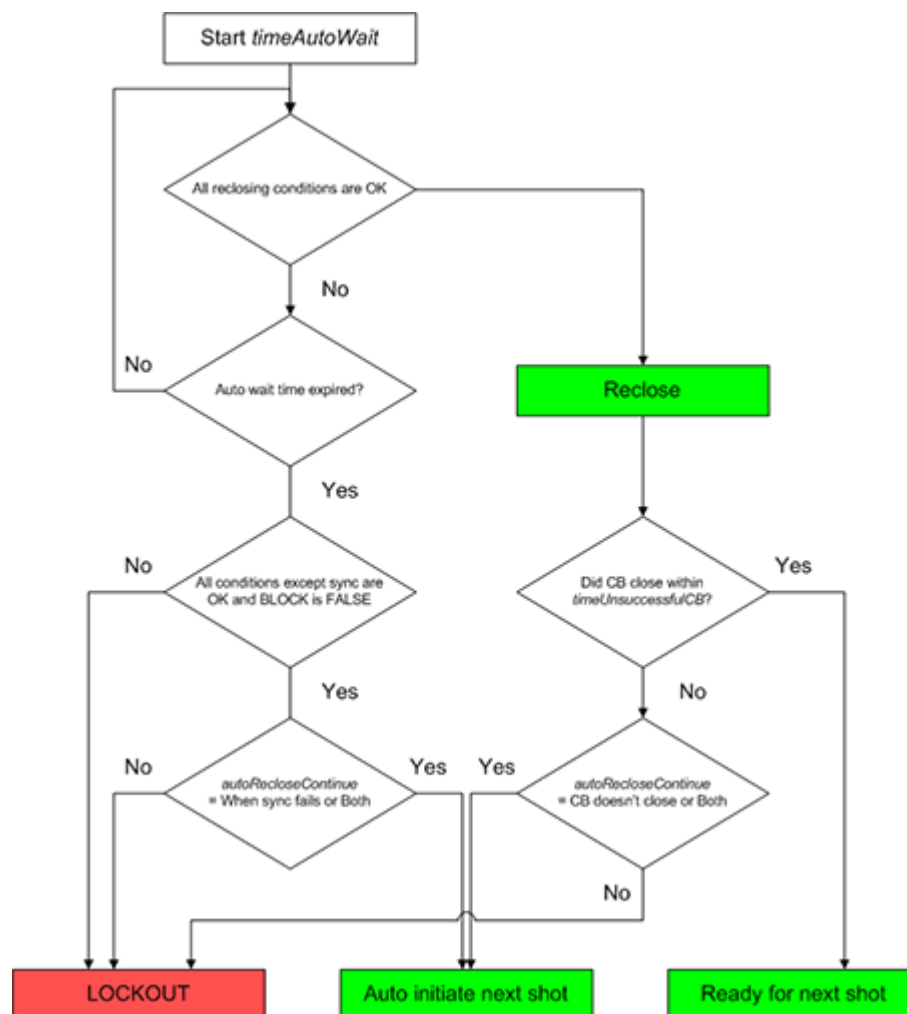 Start timeAutoWait
All reclosing conditions are OK
No
No
Auto wait time expired?
Reclose
Yes
No
All conditions except sync are
OK and BLOCK is FALSE
Did CB close within
timeUnsuccessfulCB?
Yes
Yes
No
No
autoRecloseContinue
= When sync fails or Both
Yes
Yes
autoRecloseContinue
= CB doesn't close or Both
No
LOCKOUT
Auto initiate next shot
Ready for next shot